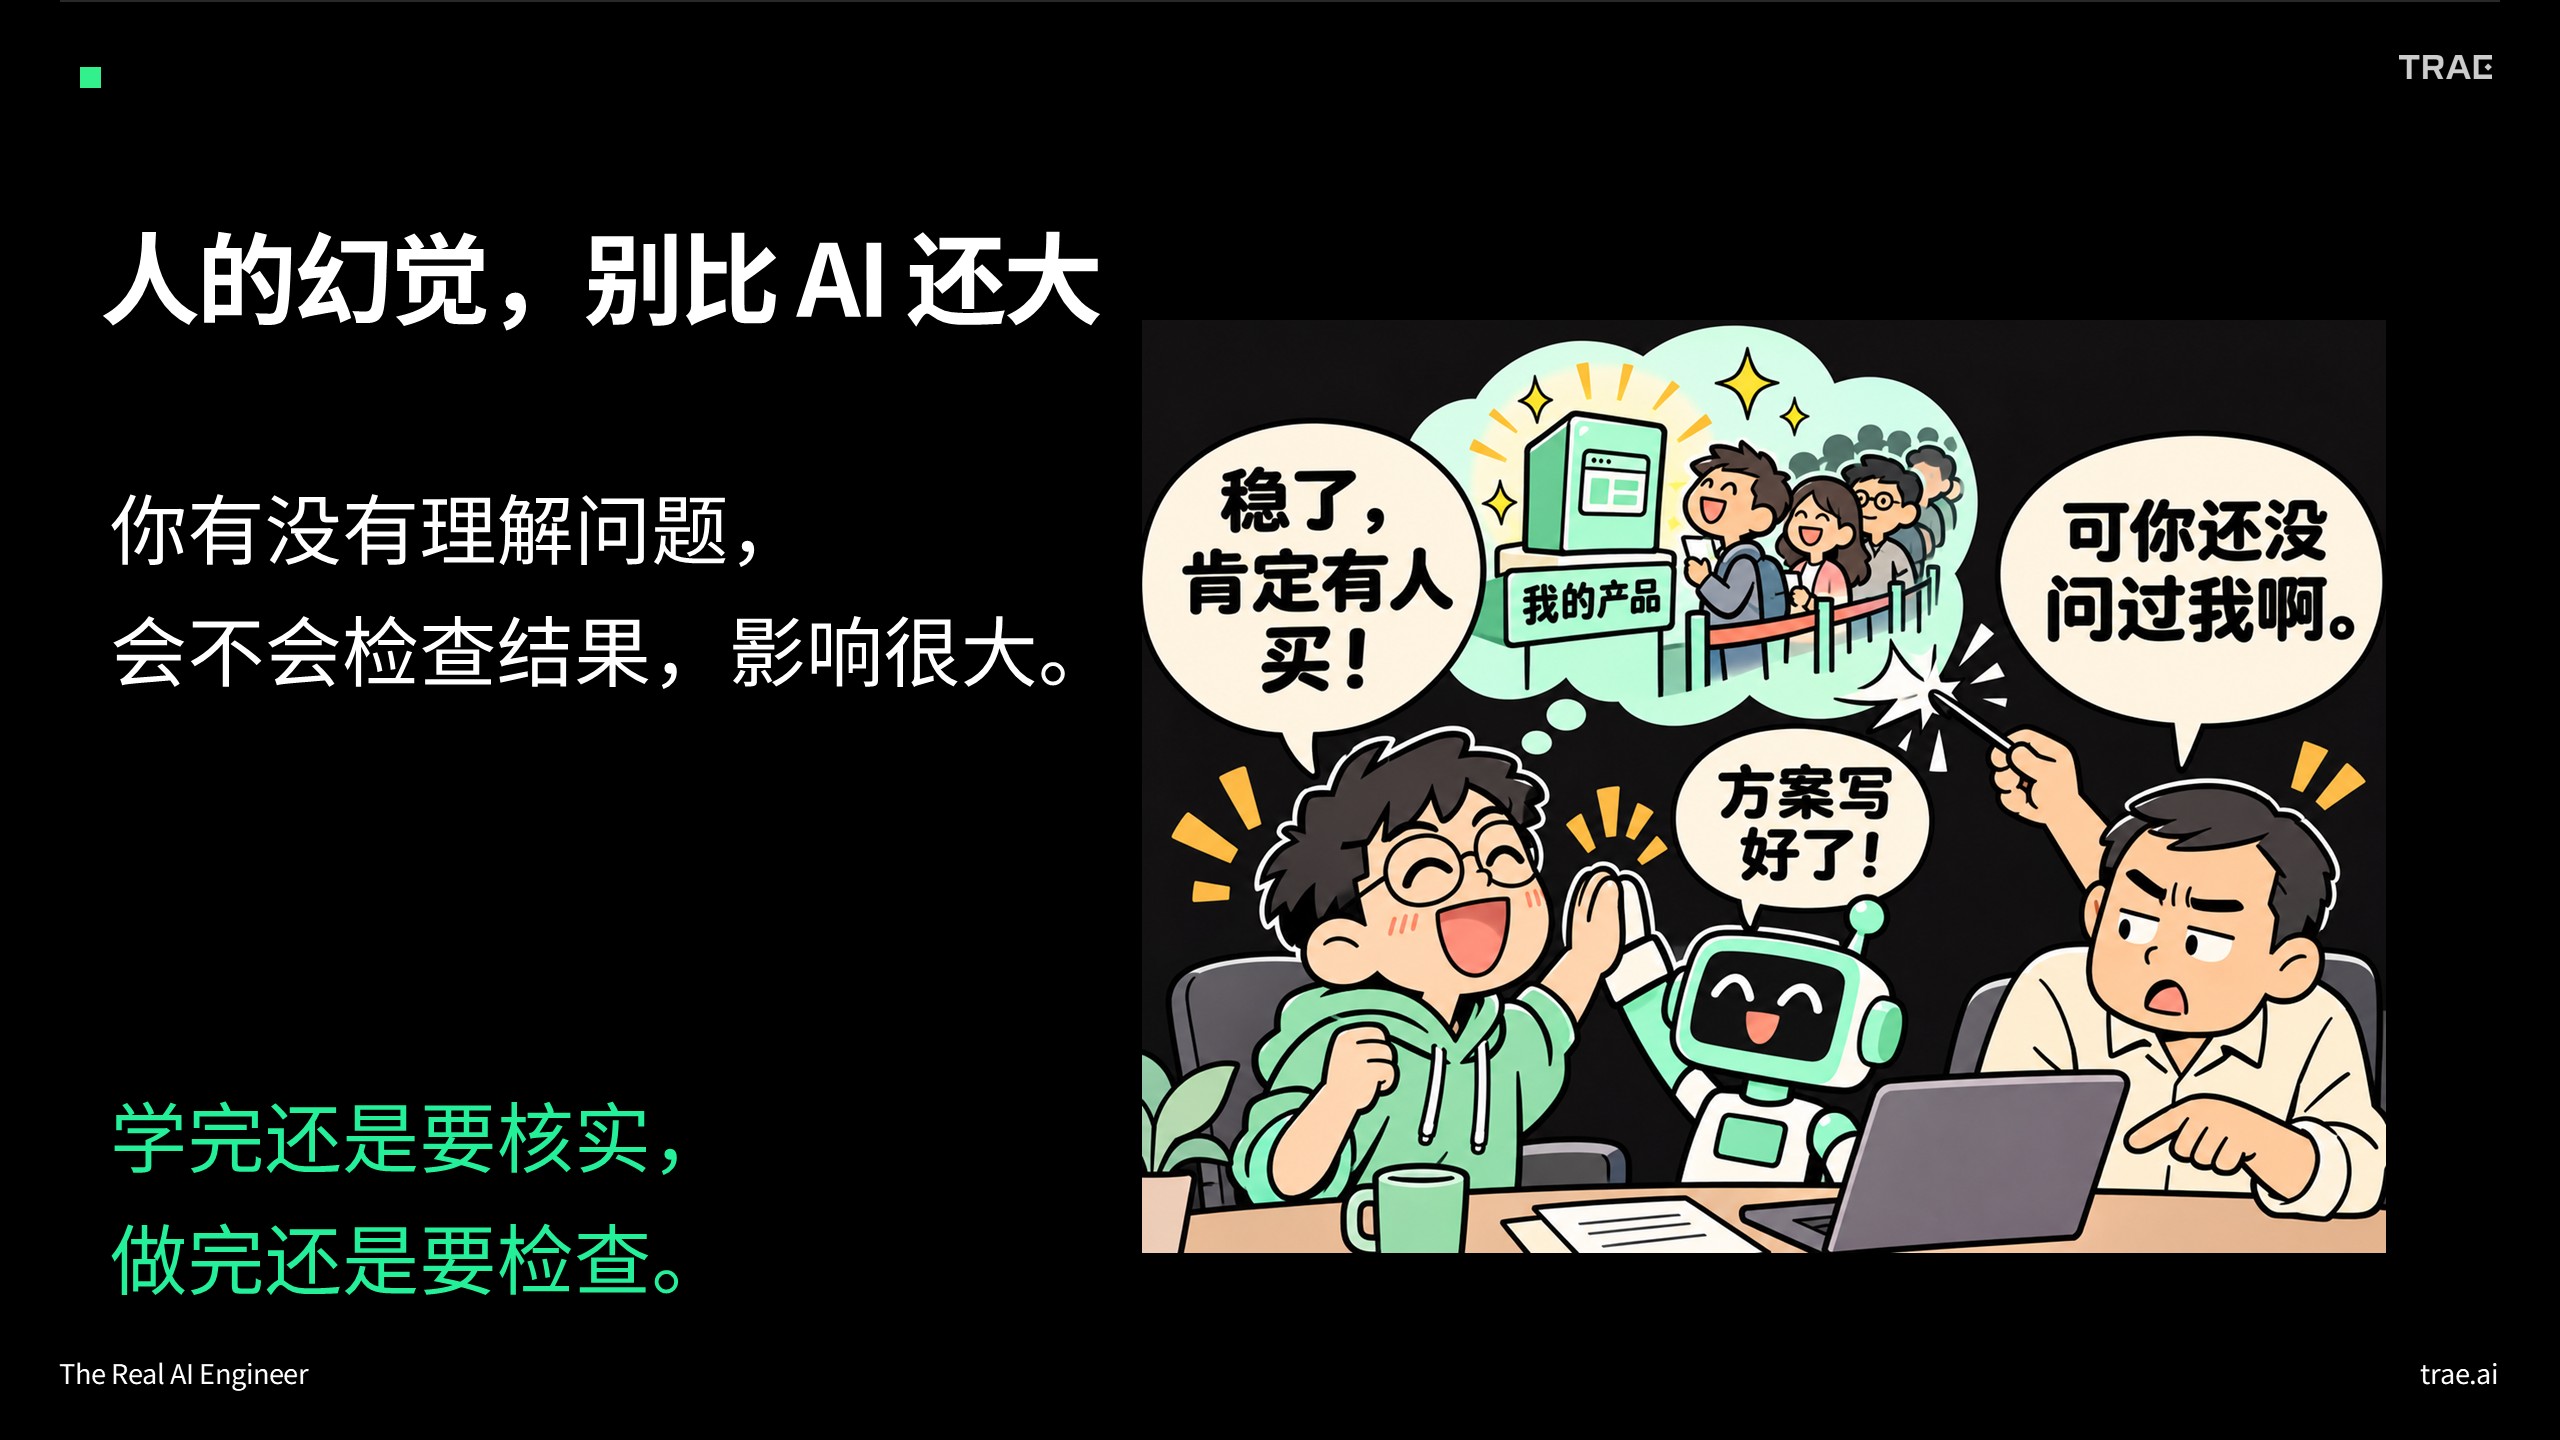 TRAE
人的幻觉，别比 AI 还大
你有没有理解问题，
会不会检查结果，影响很大。
学完还是要核实，
做完还是要检查。
稳了，
肯定有人
买！
我的产品
可你还没
问过我啊。
方案写
好了！
The Real AI Engineer
trae.ai